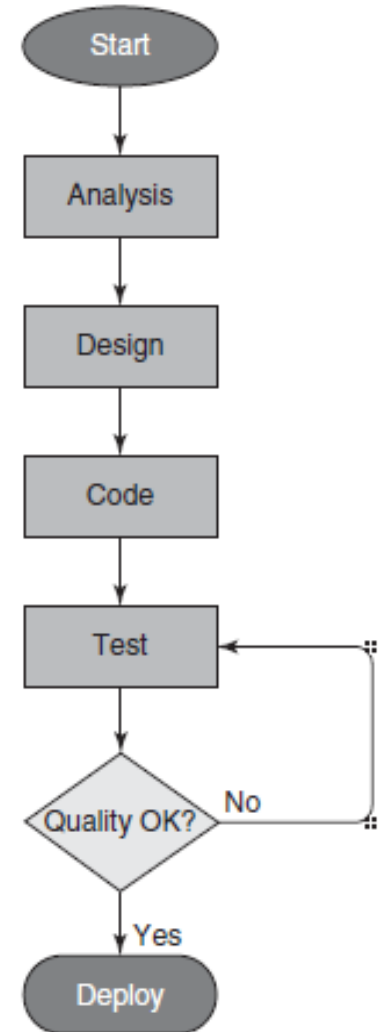 Start
Analysis
Design
Code
Test
Quality OK?
No
Yes
Deploy